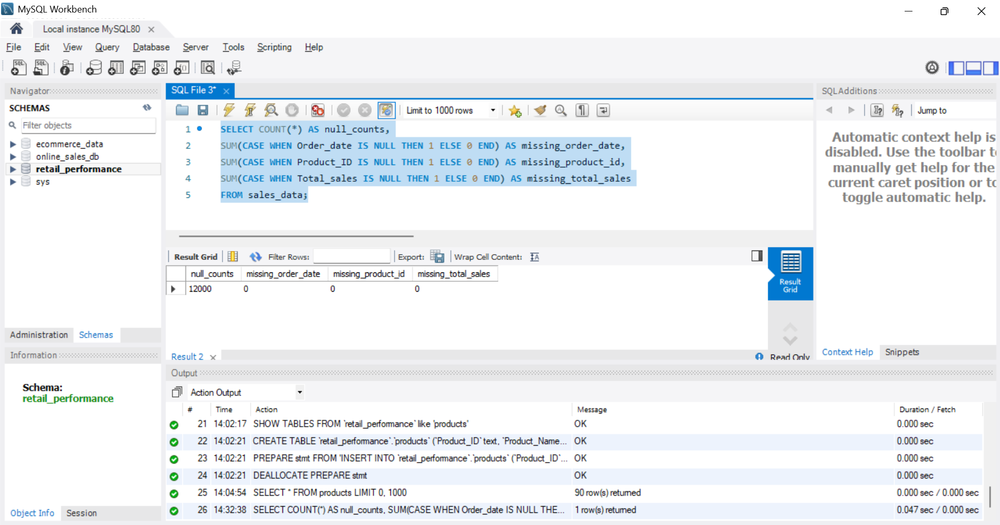 MySQL Workbench
Local instance MySQL80
File Edit View Query Database Server Tools Scripting Help
Navigator
SCHEMAS
Filter objects
ecommerce_data
online_sales_db
retail_performance
sys
Administration Schemas
Information
Schema:
retail_performance
Object Info Session
SQL File 3*
Limit to 1000 rows
1 SELECT COUNT(*) AS null_counts,
2 SUM(CASE WHEN Order_date IS NULL THEN 1 ELSE 0 END) AS missing_order_date,
3 SUM(CASE WHEN Product_ID IS NULL THEN 1 ELSE 0 END) AS missing_product_id,
4 SUM(CASE WHEN Total_sales IS NULL THEN 1 ELSE 0 END) AS missing_total_sales
5 FROM sales_data;
Result Grid Filter Rows: Export: Wrap Cell Content:
null_counts missing_order_date missing_product_id missing_total_sales
12000 0 0 0
Result
Grid
Result 2
Read Only
SQLAdditions
Jump to
Automatic context help is
disabled. Use the toolbar
manually get help for the
current caret position or
toggle automatic help.
Context Help Snippets
Output
Action Output
# Time Action Message Duration / Fetch
21 14:02:17 SHOW TABLES FROM `retail_performance` like 'products' OK 0.000 sec
22 14:02:21 CREATE TABLE `retail_performance`.`products` (`Product_ID` text, `Product_Name... OK 0.000 sec
23 14:02:21 PREPARE stmt FROM 'INSERT INTO `retail_performance`.`products` (`Product_ID`... OK 0.000 sec
24 14:02:21 DEALLOCATE PREPARE stmt OK 0.000 sec
25 14:04:54 SELECT * FROM products LIMIT 0, 1000 90 row(s) returned 0.000 sec / 0.000 sec
26 14:32:38 SELECT COUNT(*) AS null_counts, SUM(CASE WHEN Order_date IS NULL THE... 1 row(s) returned 0.047 sec / 0.000 sec